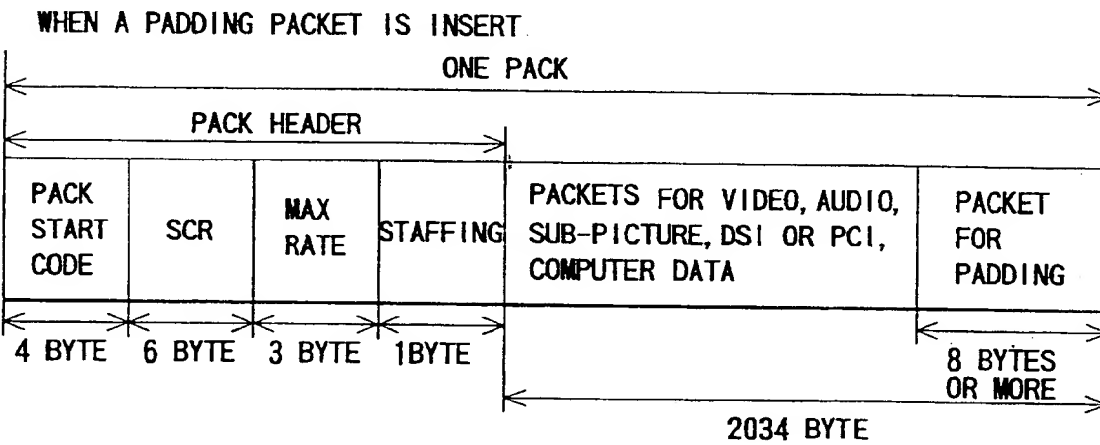 WHEN A PADDING PACKET IS INSERT
ONE PACK
PACK HEADER
PACK
START
CODE
SCR
MAX
RATE
STAFFING
PACKETS FOR VIDEO, AUDIO,
SUB-PICTURE, DSI OR PCI,
COMPUTER DATA
PACKET
FOR
PADDING
4 BYTE
6 BYTE
3 BYTE
1BYTE
8 BYTES
OR MORE
2034 BYTE